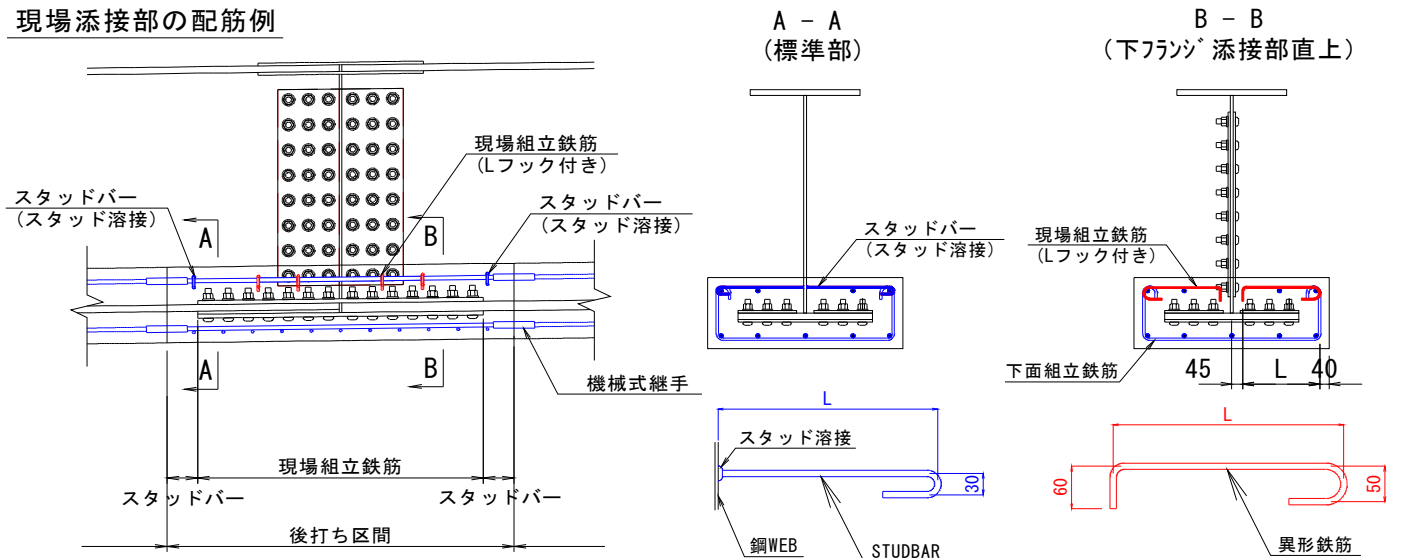 現場添接部の配筋例
A - A
(標準部)
B - B
(下フランジ添接部直上)
現場組立鉄筋
(Lフック付き)
スタッドバー
(スタッド溶接)
スタッドバー
(スタッド溶接)
A
B
A
B
機械式継手
現場組立鉄筋
スタッドバー
スタッドバー
後打ち区間
スタッドバー
(スタッド溶接)
L
スタッド溶接
30
鋼WEB
STUDBAR
現場組立鉄筋
(Lフック付き)
下面組立鉄筋
45
L
40
L
60
50
異形鉄筋